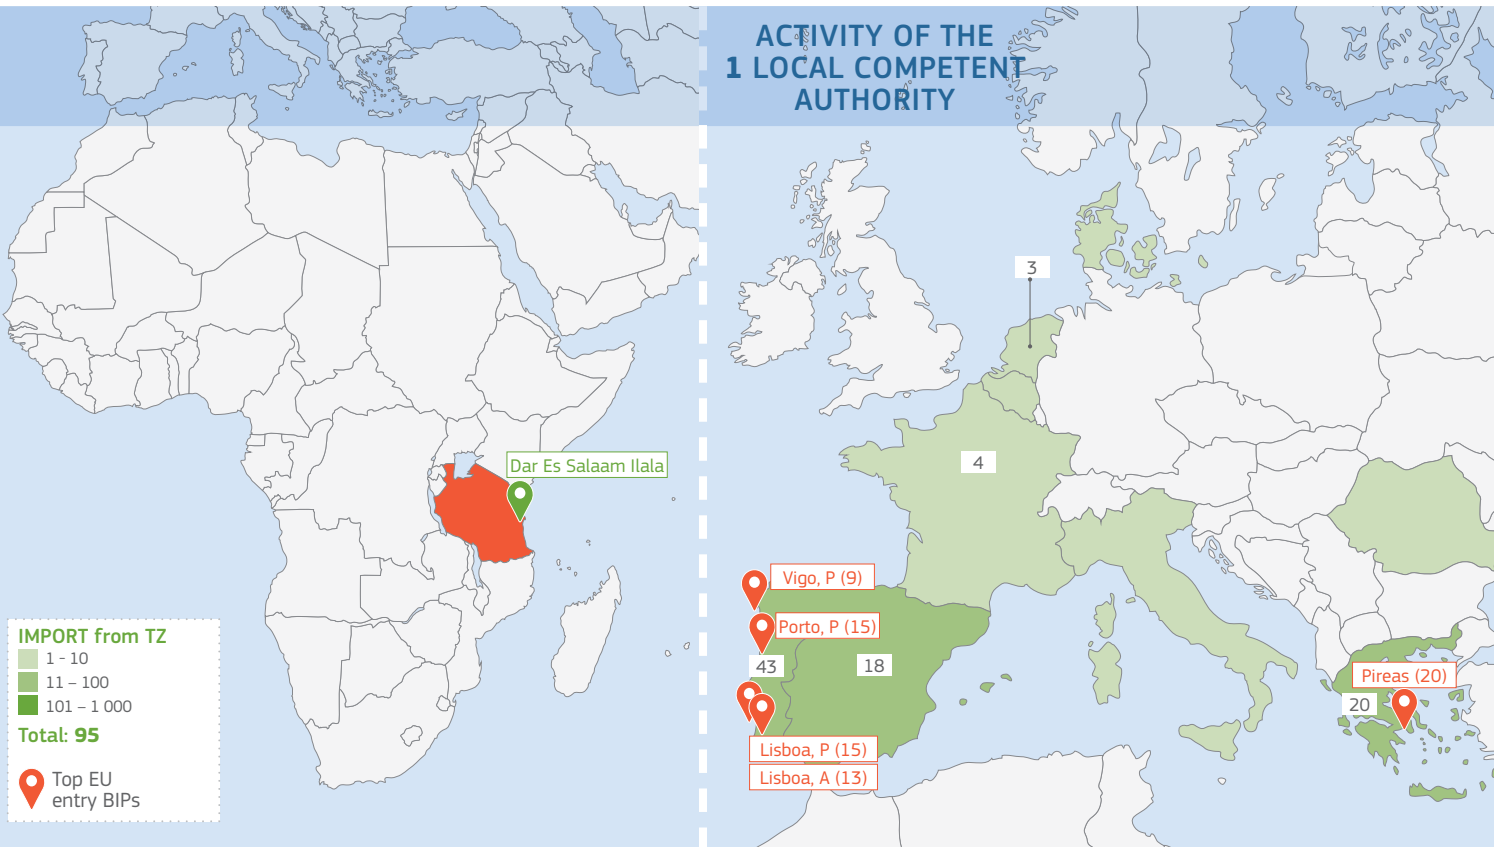 ACTIVITY OF THE
1 LOCAL COMPETENT
AUTHORITY
3
4
Dar Es Salaam Ilala
Vigo, P (9)
Porto, P (15)
43
18
Pireas (20)
20
Lisboa, P (15)
Lisboa, A (13)
IMPORT from TZ
1 - 10
11 – 100
101 – 1 000
Total: 95
Top EU
entry BIPs